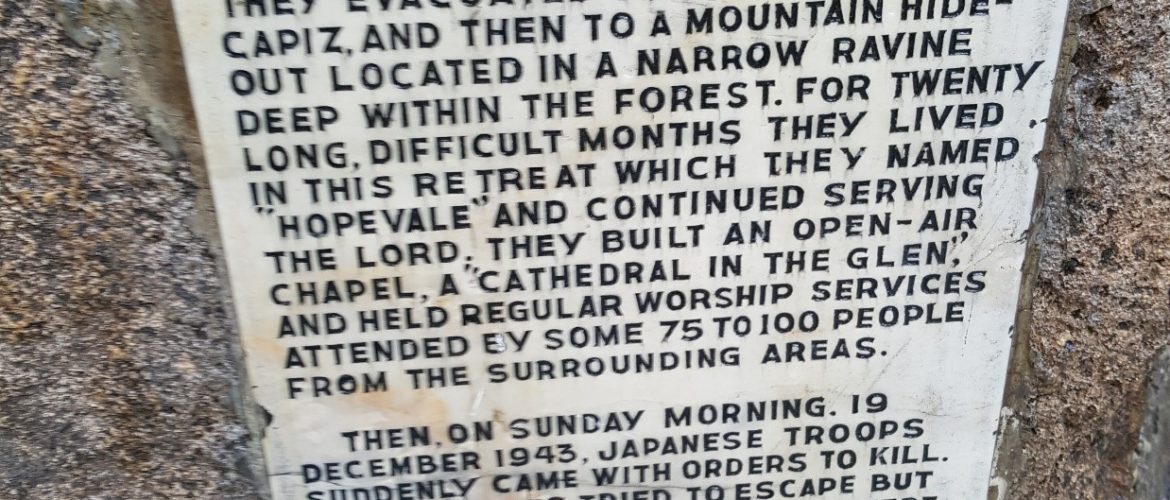 THEY EVACUATED
CAPIZ, AND THEN TO A MOUNTAIN HIDE-
OUT LOCATED IN A NARROW RAVINE
DEEP WITHIN THE FOREST. FOR TWENTY
LONG, DIFFICULT MONTHS THEY LIVED
IN THIS RETREAT WHICH THEY NAMED
"HOPEVALE" AND CONTINUED SERVING
THE LORD. THEY BUILT AN OPEN-AIR
CHAPEL, A "CATHEDRAL IN THE GLEN",
AND HELD REGULAR WORSHIP SERVICES
ATTENDED BY SOME 75 TO 100 PEOPLE
FROM THE SURROUNDING AREAS.
THEN, ON SUNDAY MORNING. 19
DECEMBER 1943, JAPANESE TROOPS
SUDDENLY CAME WITH ORDERS TO KILL.
TRIED TO ESCAPE BUT